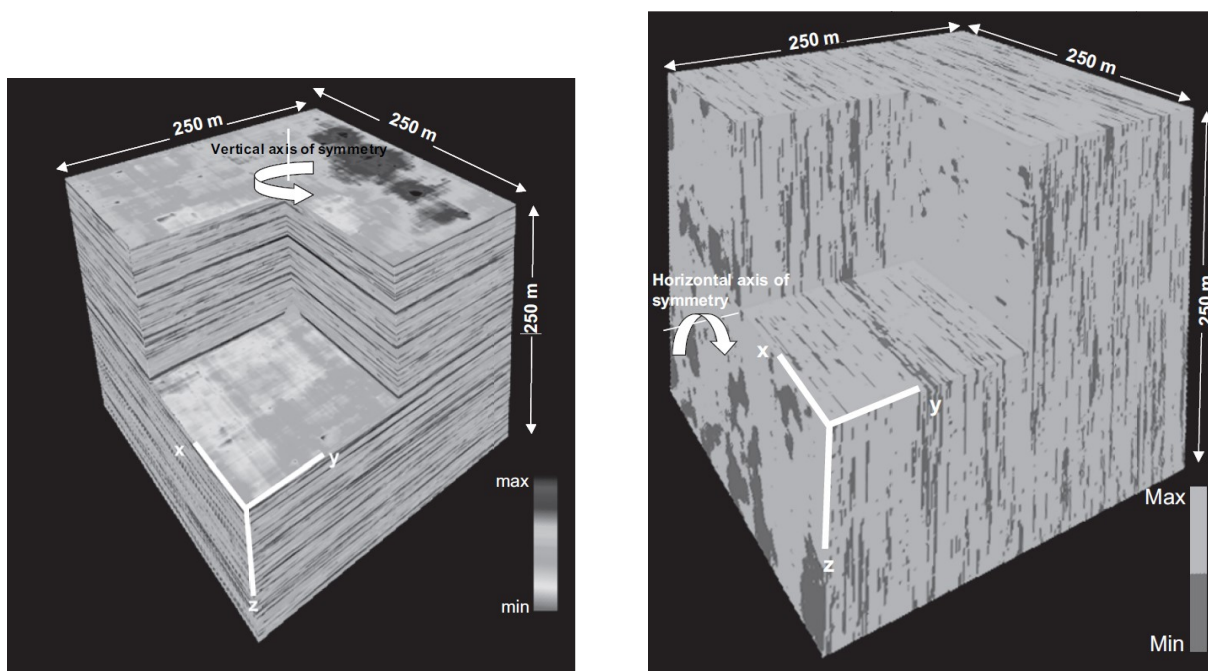 250 m
250 m
Vertical axis of symmetry
250 m
x
y
z
max
min
250 m
250 m
Horizontal axis of
symmetry
250 m
x
y
z
Max
Min